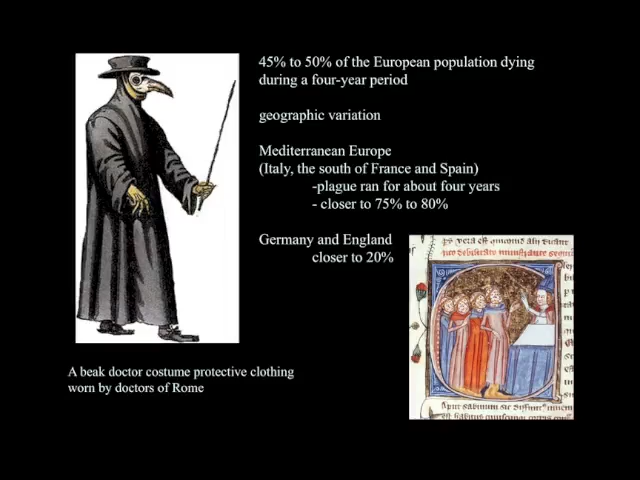 45% to 50% of the European population dying
during a four-year period
geographic variation
Mediterranean Europe
(Italy, the south of France and Spain)
-plague ran for about four years
- closer to 75% to 80%
Germany and England
closer to 20%
A beak doctor costume protective clothing
worn by doctors of Rome